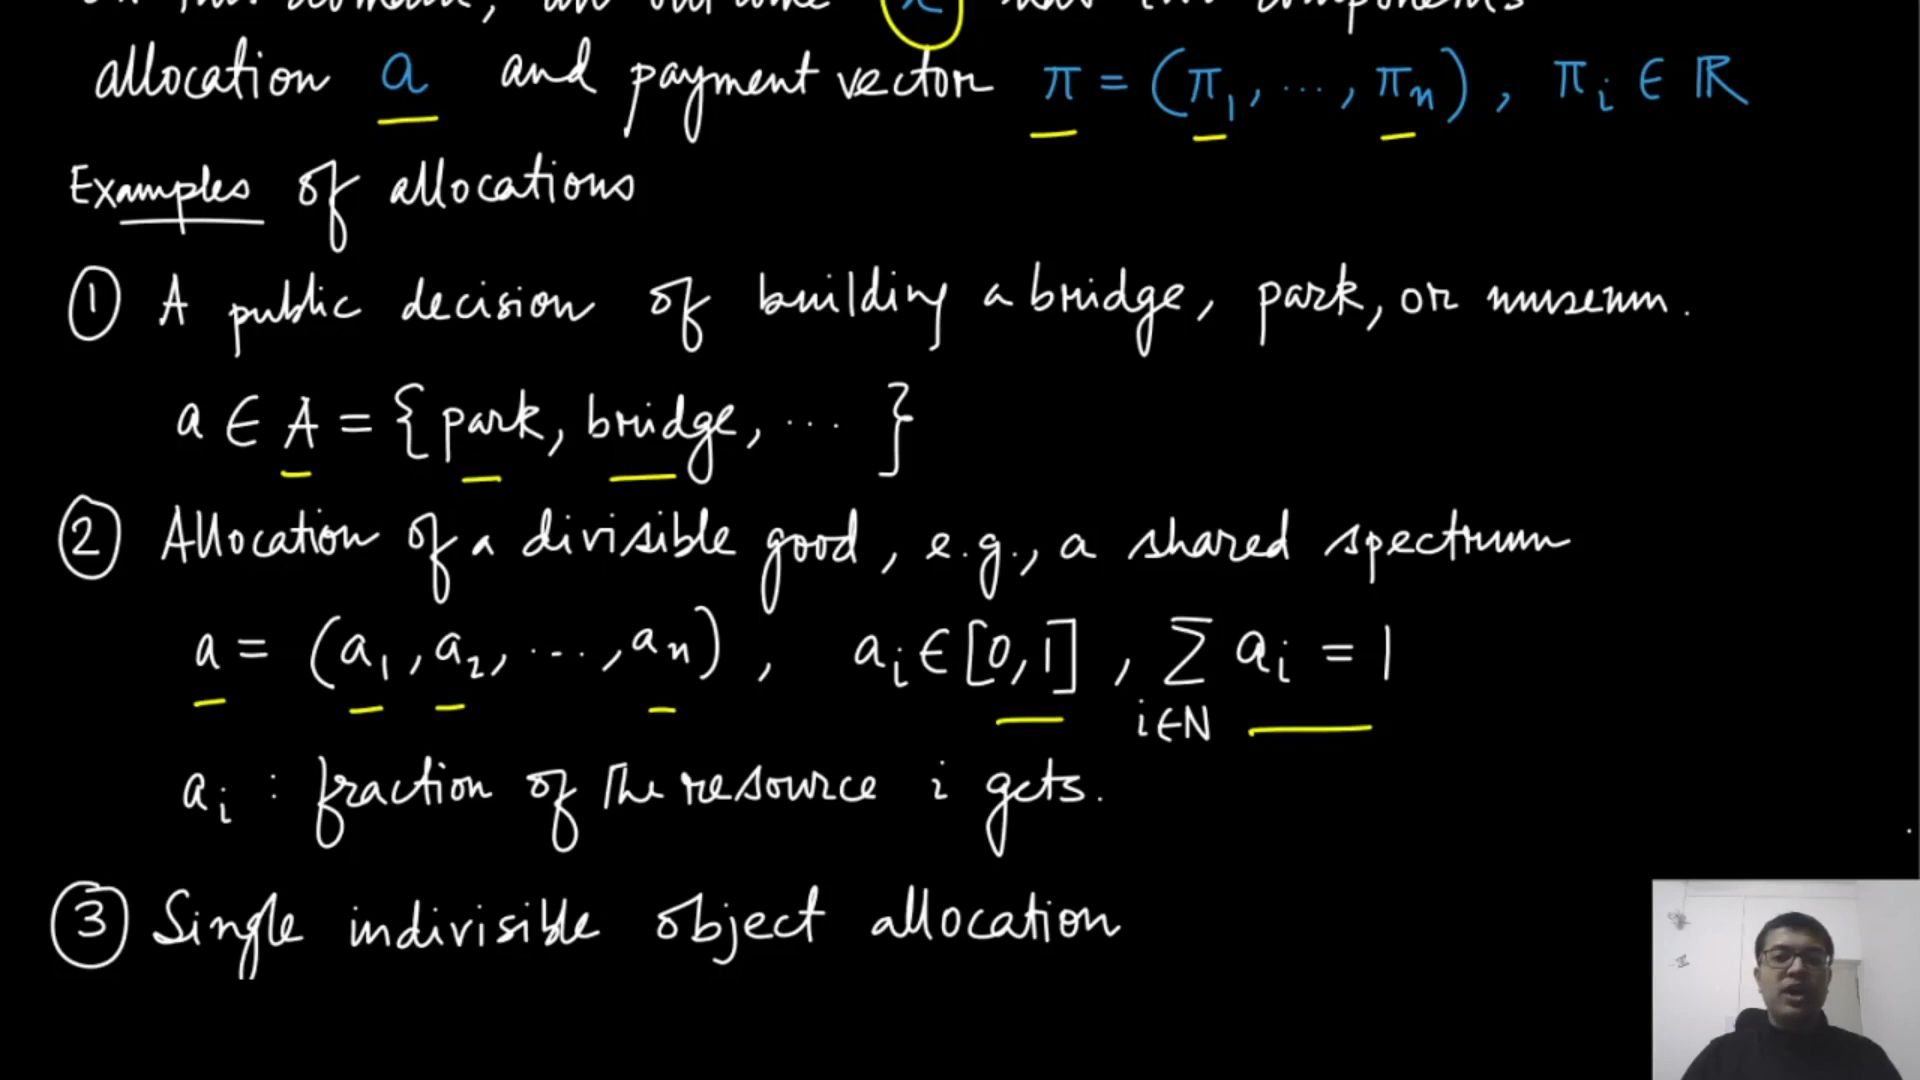 allocation a and payment vector π = (π₁, ..., πₙ), πᵢ ∈ ℝ
Examples of allocations
① A public decision of building a bridge, park, or museum.
a ∈ A = {park, bridge, ... }
② Allocation of a divisible good, e.g., a shared spectrum
a = (a₁, a₂, ..., aₙ), aᵢ ∈ [0,1], ∑ aᵢ = 1
i∈N
aᵢ : fraction of the resource i gets.
③ Single indivisible object allocation